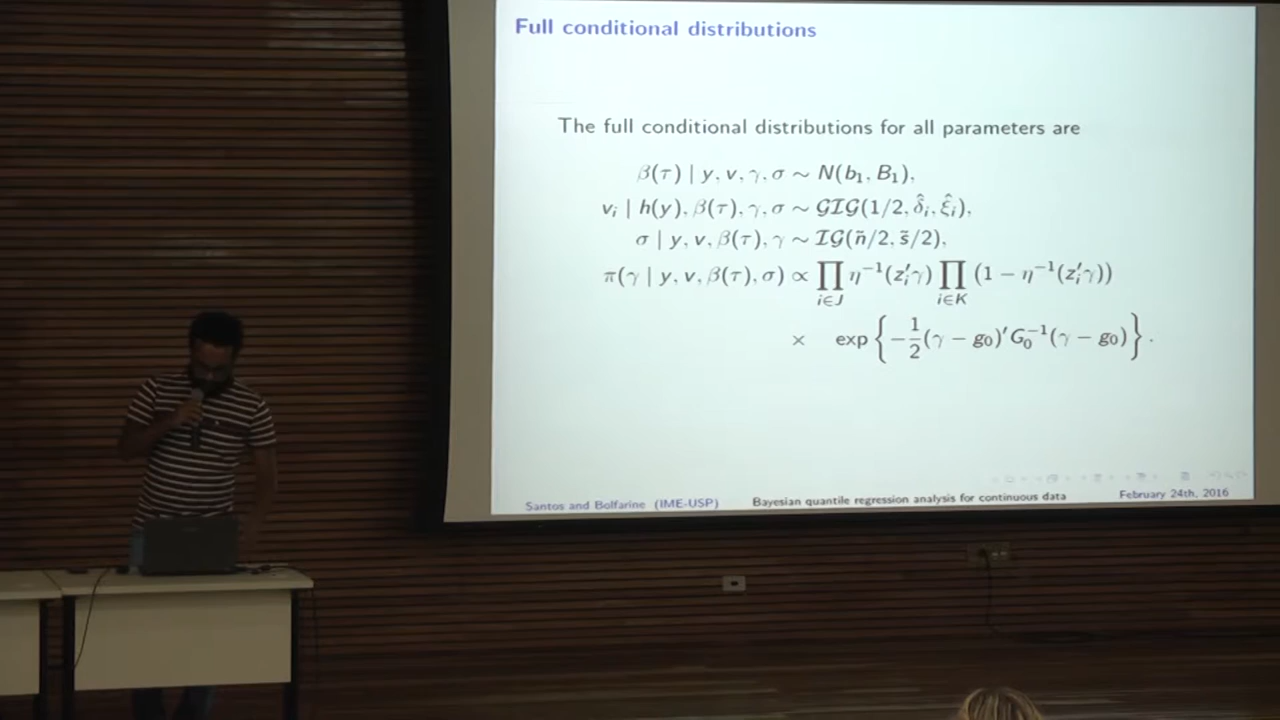 Full conditional distributions
The full conditional distributions for all parameters are
β(τ) | y, v, γ, σ ∼ N(b₁, B₁),
vᵢ | h(y), β(τ), γ, σ ∼ GIG(1/2, δ̂ᵢ, ξ̂ᵢ),
σ | y, v, β(τ), γ ∼ IG(ñ/2, s̃/2),
π(γ | y, v, β(τ), σ) ∝ ∏_{i∈J} η⁻¹(zᵢ′γ) ∏_{i∈K} (1 − η⁻¹(zᵢ′γ))
× exp { −1/2 (γ − g₀)′ G₀⁻¹ (γ − g₀) } .
Santos and Bolfarine (IME-USP) Bayesian quantile regression analysis for continuous data February 24th, 2016